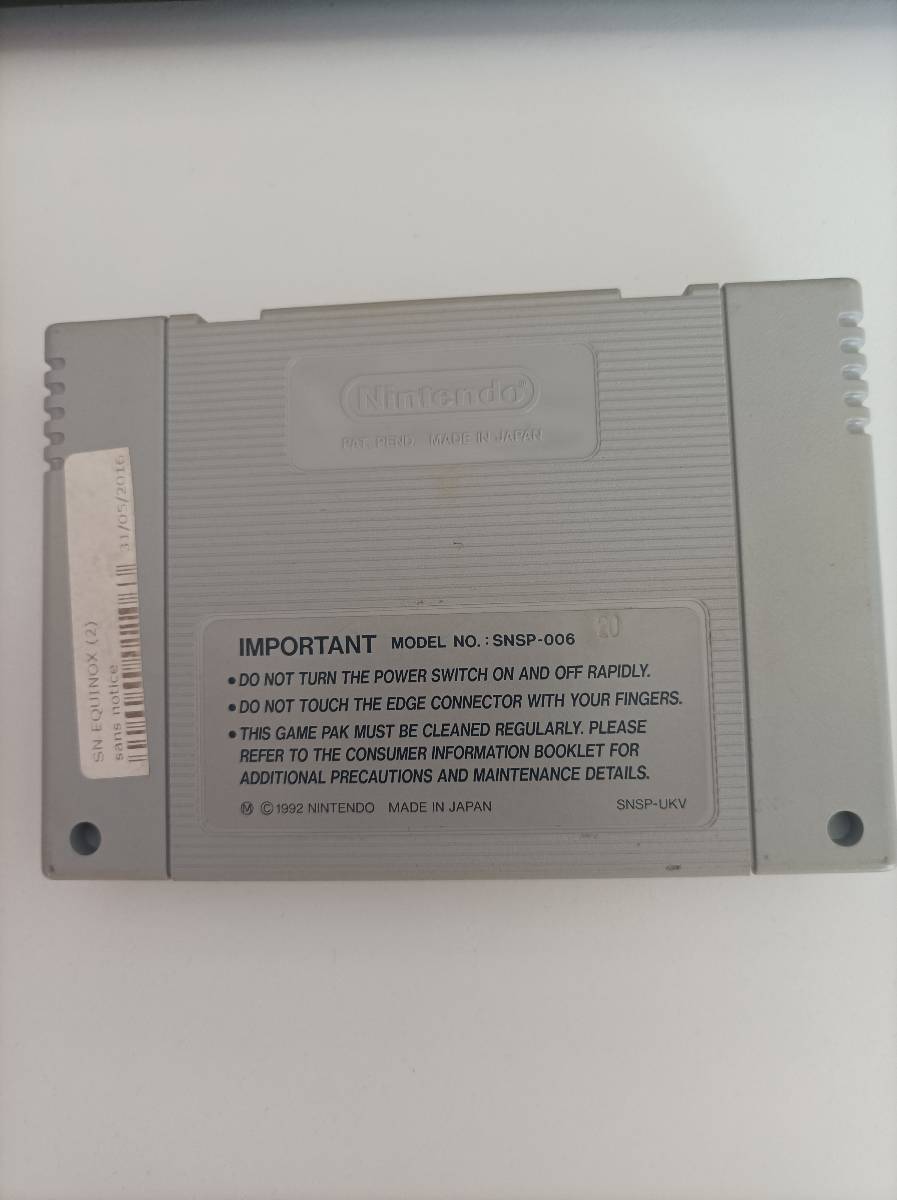 Nintendo®
PAT. PEND. MADE IN JAPAN
SN EQUINOX (2)
sans notice
31/05/2016
IMPORTANT MODEL NO.: SNSP-006
20
• DO NOT TURN THE POWER SWITCH ON AND OFF RAPIDLY.
• DO NOT TOUCH THE EDGE CONNECTOR WITH YOUR FINGERS.
• THIS GAME PAK MUST BE CLEANED REGULARLY. PLEASE
REFER TO THE CONSUMER INFORMATION BOOKLET FOR
ADDITIONAL PRECAUTIONS AND MAINTENANCE DETAILS.
Ⓜ © 1992 NINTENDO MADE IN JAPAN SNSP-UKV